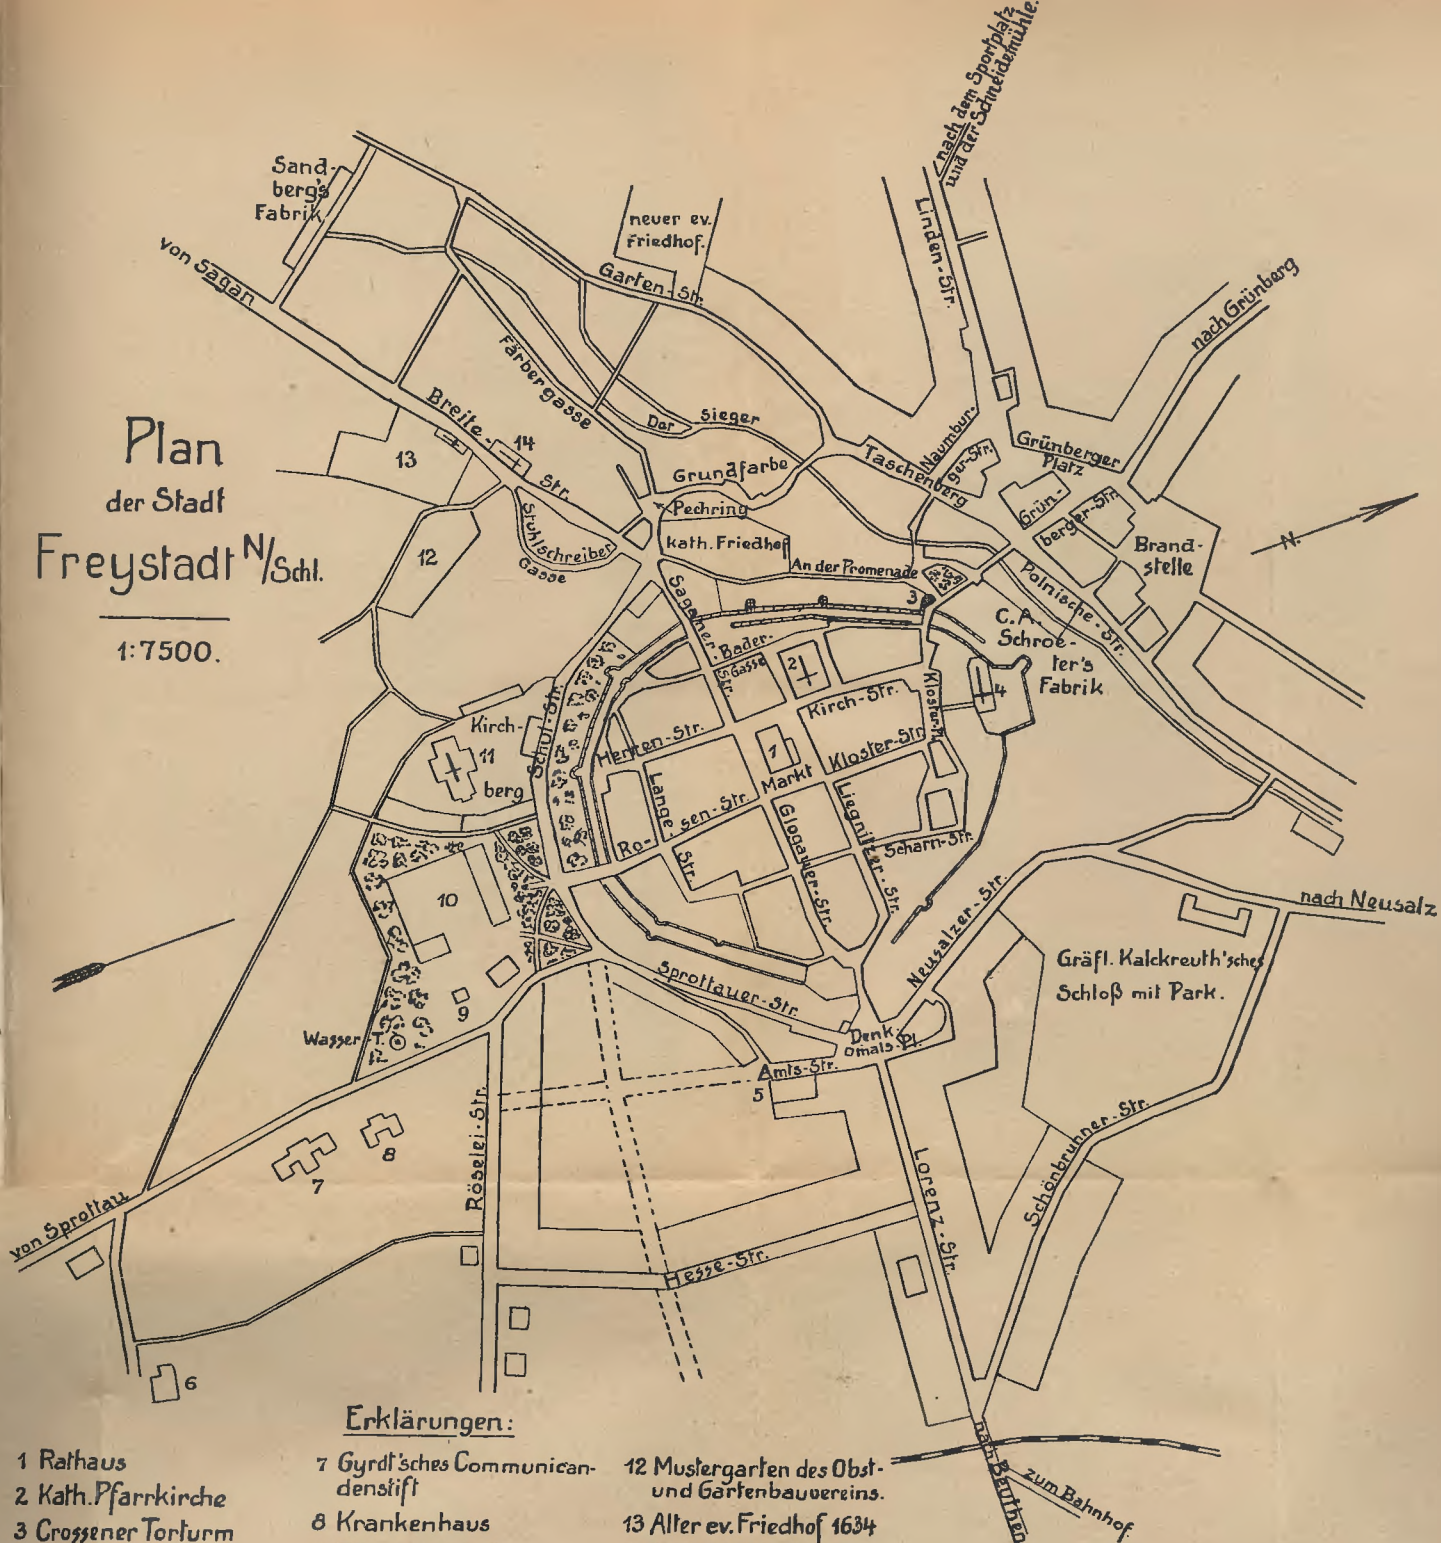 nach dem Sportplatz
und der Schneidemühle.
Sand-
berg's
Fabrik
neuer ev.
Friedhof.
von Sagan
Garten-Str.
Linden-Str.
nach Grünberg
Färbergasse
Breite-
Str.
14
13
Der Sieger
Naumbur-
ger-Str.
Grünberger
Platz
Taschenberg
Grundfarbe
Grün-
berger-Str.
Plan
der Stadt
Freystadt N/Schl.
1:7500.
Pechring
kath. Friedhof
An der Promenade
Stuhlschreiber
Gasse
12
Brand-
stelle
N.
Polnische-Str.
3
C. A.
Schroe-
ter's
Fabrik
Saganer-
Str.
Bader-
Gasse
2
4
Kirch-Str.
Kloster-
Kirch-
berg
11
Schul-Str.
Herren-Str.
1
Markt
Kloster-Str.
Lange
Str.
Ro-
sen-Str.
Glogauer-Str.
Liegnitzer-Str.
Scharn-Str.
10
Neusalzer-Str.
nach Neusalz
Gräfl. Kalckreuth'sches
Schloß mit Park.
Sprottauer-Str.
9
Wasser-T.
Denk-
mals-Pl.
Amts-Str.
5
Röselei-Str.
8
7
Lorenz-Str.
Schönbrunner-Str.
von Sprottau
Hesse-Str.
6
nach Beuthen
zum Bahnhof.
Erklärungen:
1 Rathaus
2 Kath. Pfarrkirche
3 Crossener Torturm
7 Gyrdt'sches Communican-
denstift
8 Krankenhaus
12 Mustergarten des Obst-
und Gartenbauvereins.
13 Alter ev. Friedhof 1634